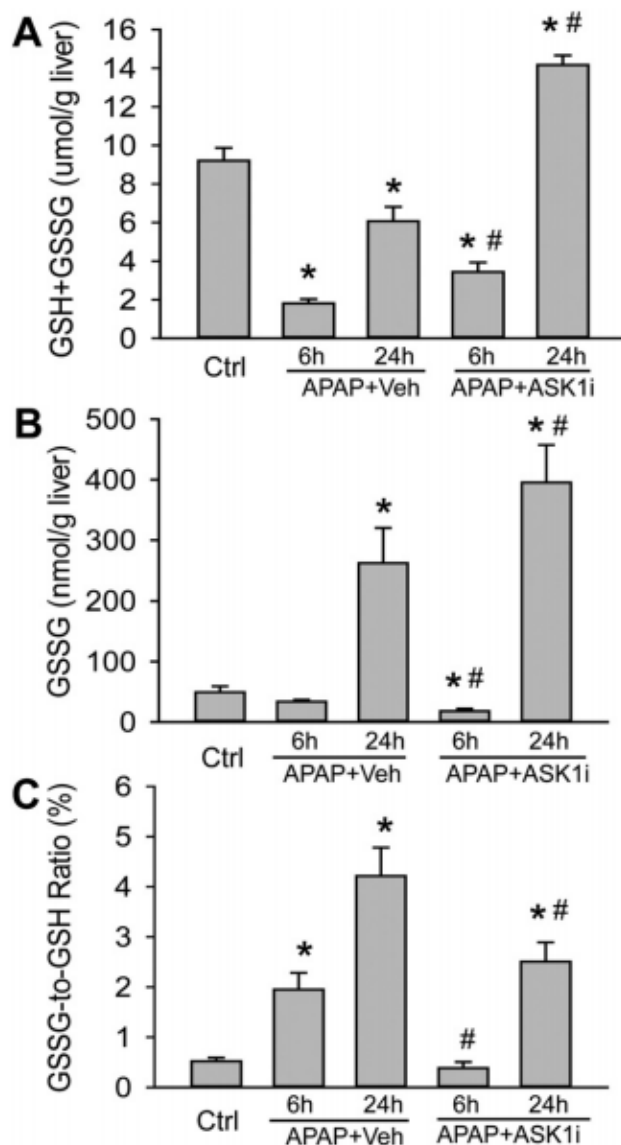 A
GSH+GSSG (umol/g liver)
16
14
12
10
8
6
4
2
0
*
*
* #
* #
Ctrl
6h 24h 6h 24h
APAP+Veh APAP+ASK1i
B
GSSG (nmol/g liver)
500
400
300
200
100
0
*
* #
* #
Ctrl
6h 24h 6h 24h
APAP+Veh APAP+ASK1i
C
GSSG-to-GSH Ratio (%)
6
5
4
3
2
1
0
*
*
#
* #
Ctrl
6h 24h 6h 24h
APAP+Veh APAP+ASK1i